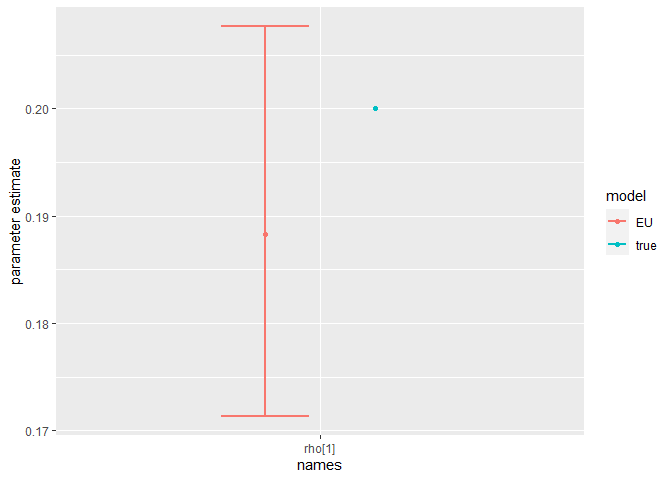 parameter estimate
0.20
0.19
0.18
0.17
rho[1]
names
model
EU
true